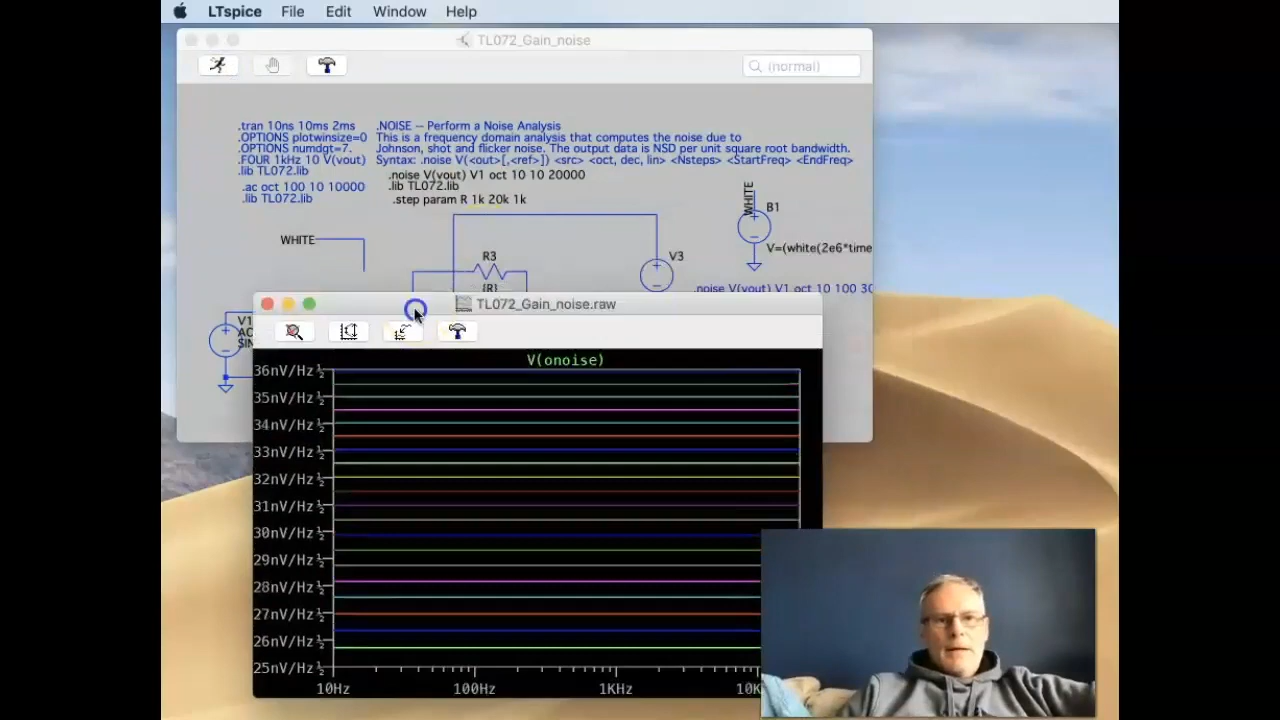 LTspice File Edit Window Help
TL072_Gain_noise
(normal)
.tran 10ns 10ms 2ms
.OPTIONS plotwinsize=0
.OPTIONS numdgt=7.
.FOUR 1kHz 10 V(vout)
.lib TL072.lib
.ac oct 100 10 10000
.lib TL072.lib
.NOISE -- Perform a Noise Analysis
This is a frequency domain analysis that computes the noise due to
Johnson, shot and flicker noise. The output data is NSD per unit square root bandwidth.
Syntax: .noise V(<out>[,<ref>]) <src> <oct, dec, lin> <Nsteps> <StartFreq> <EndFreq>
.noise V(vout) V1 oct 10 10 20000
.lib TL072.lib
.step param R 1k 20k 1k
WHITE
B1
V=(white(2e6*time
WHITE
R3
{R}
V3
.noise V(vout) V1 oct 10 100 30
V1
TL072_Gain_noise.raw
V(onoise)
36nV/Hz½
35nV/Hz½
34nV/Hz½
33nV/Hz½
32nV/Hz½
31nV/Hz½
30nV/Hz½
29nV/Hz½
28nV/Hz½
27nV/Hz½
26nV/Hz½
25nV/Hz½
10Hz 100Hz 1KHz